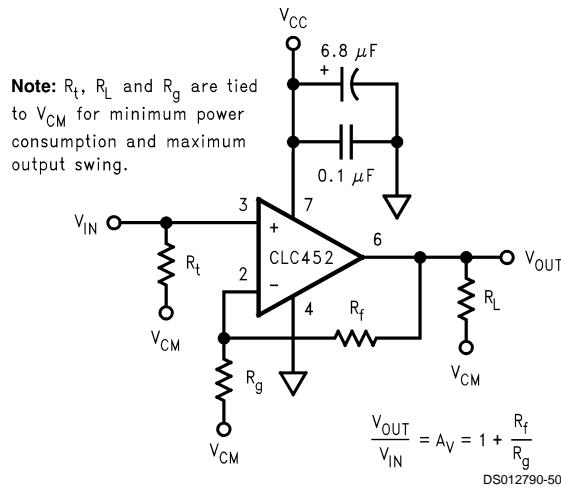 V_CC
6.8 µF
+
Note: R_t, R_L and R_g are tied
to V_CM for minimum power
consumption and maximum
output swing.
0.1 µF
3
7
V_IN
+
6
CLC452
V_OUT
R_t
2
−
4
R_L
R_f
V_CM
V_CM
R_g
V_CM
V_OUT / V_IN = A_V = 1 + R_f / R_g
DS012790-50